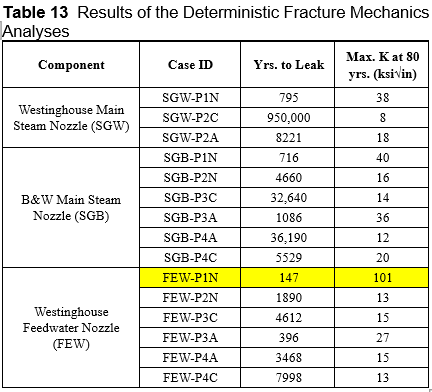 Table 13 Results of the Deterministic Fracture Mechanics
Analyses
Component Case ID Yrs. to Leak Max. K at 80 yrs. (ksi√in)
Westinghouse Main
Steam Nozzle (SGW)
SGW-P1N 795 38
SGW-P2C 950,000 8
SGW-P2A 8221 18
B&W Main Steam
Nozzle (SGB)
SGB-P1N 716 40
SGB-P2N 4660 16
SGB-P3C 32,640 14
SGB-P3A 1086 36
SGB-P4A 36,190 12
SGB-P4C 5529 20
Westinghouse
Feedwater Nozzle
(FEW)
FEW-P1N 147 101
FEW-P2N 1890 13
FEW-P3C 4612 15
FEW-P3A 396 27
FEW-P4A 3468 15
FEW-P4C 7998 13